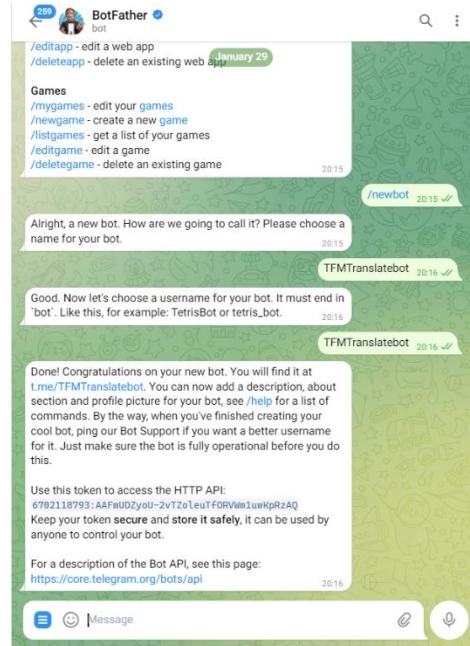 259
BotFather
bot
/editapp - edit a web app
/deleteapp - delete an existing web app
January 29
Games
/mygames - edit your games
/newgame - create a new game
/listgames - get a list of your games
/editgame - edit a game
/deletegame - delete an existing game
20:15
/newbot 20:15
Alright, a new bot. How are we going to call it? Please choose a
name for your bot.
20:15
TFMTranslatebot 20:16
Good. Now let's choose a username for your bot. It must end in
`bot`. Like this, for example: TetrisBot or tetris_bot.
20:16
TFMTranslatebot 20:16
Done! Congratulations on your new bot. You will find it at
t.me/TFMTranslatebot. You can now add a description, about
section and profile picture for your bot, see /help for a list of
commands. By the way, when you've finished creating your
cool bot, ping our Bot Support if you want a better username
for it. Just make sure the bot is fully operational before you do
this.
Use this token to access the HTTP API:
6702118793:AAFmUDZyoU-2vTZoleuTfORVWm1uwKpRzAQ
Keep your token secure and store it safely, it can be used by
anyone to control your bot.
For a description of the Bot API, see this page:
https://core.telegram.org/bots/api
20:16
Message